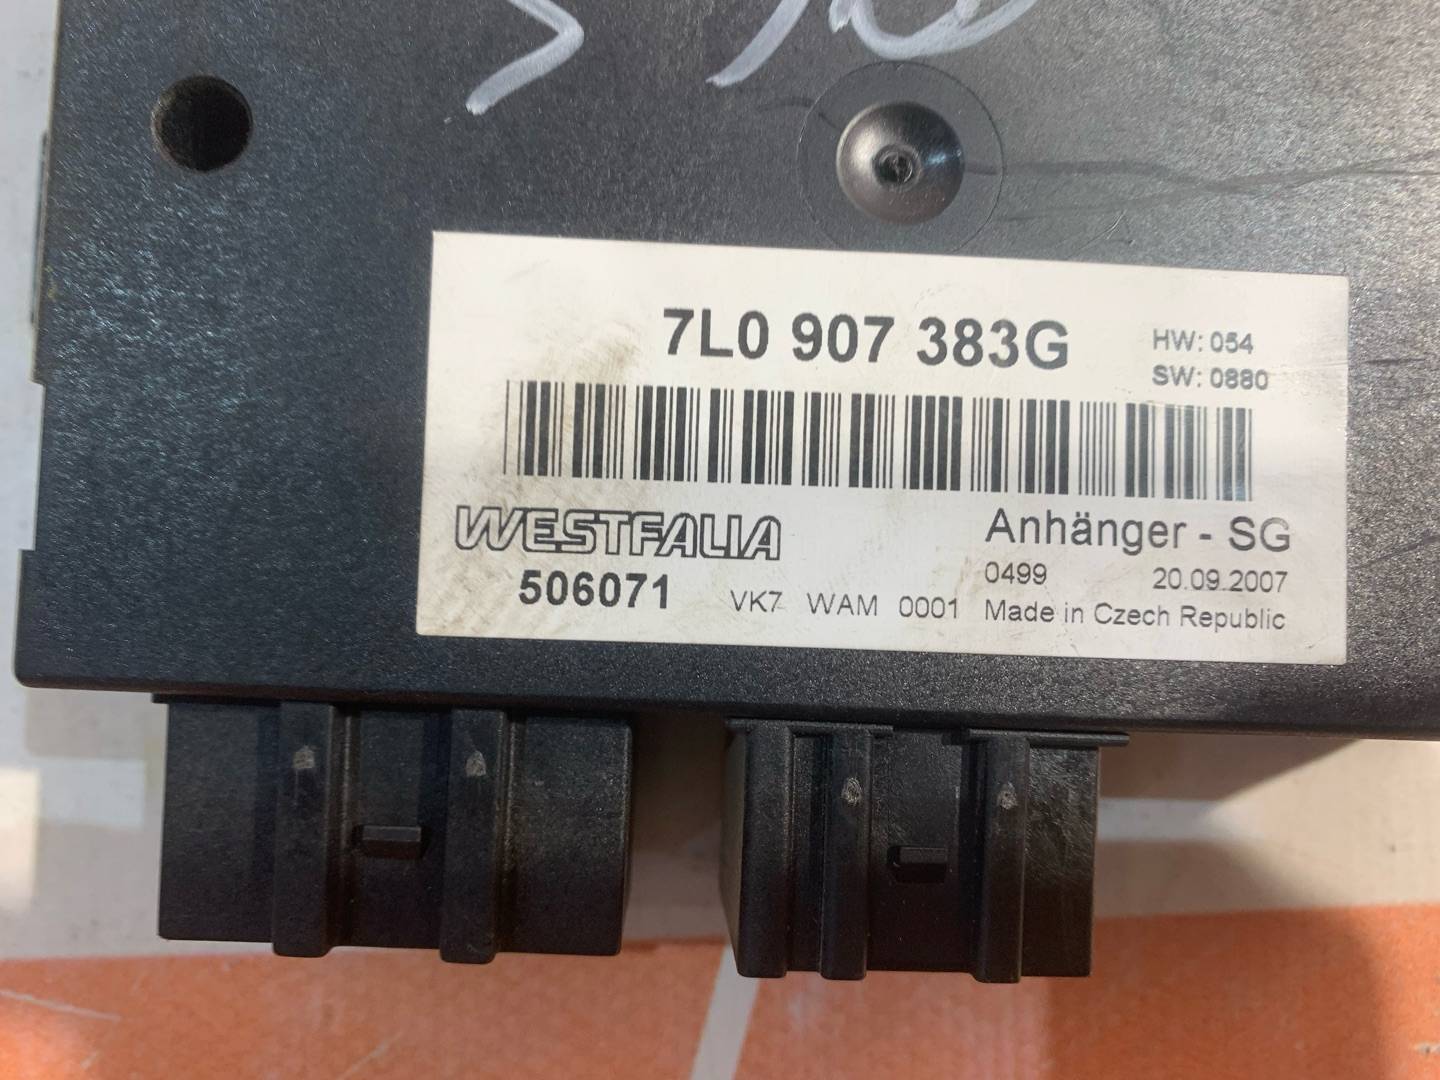 7L0 907 383G
HW: 054
SW: 0880
WESTFALIA
506071
VK7 WAM 0001
Anhänger - SG
0499 20.09.2007
Made in Czech Republic